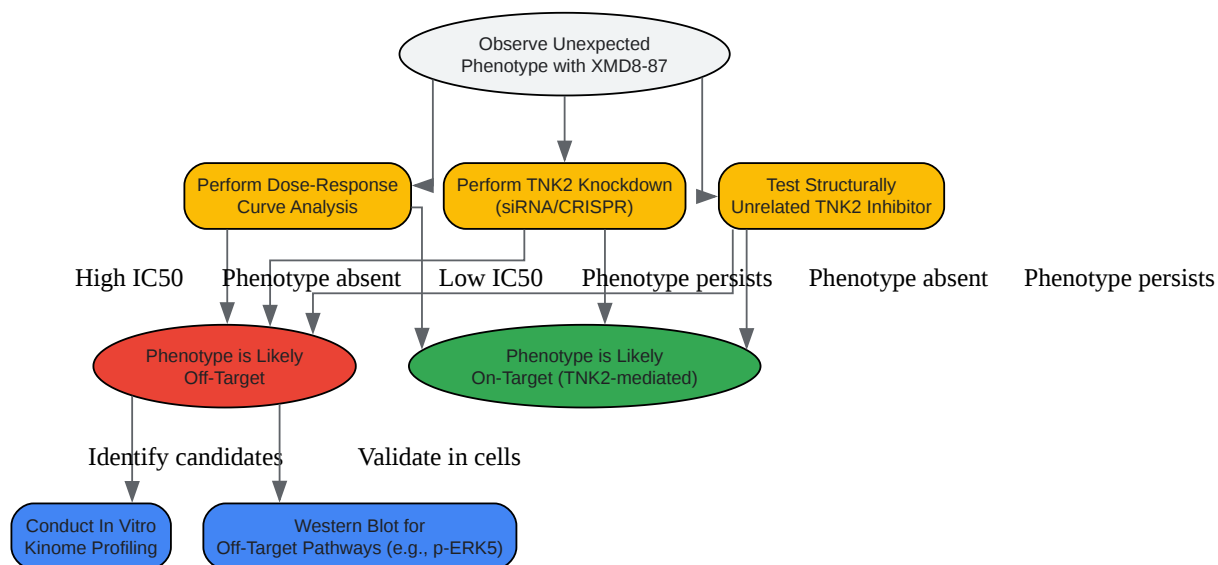 Observe Unexpected
Phenotype with XMD8-87
Perform Dose-Response
Curve Analysis
Perform TNK2 Knockdown
(siRNA/CRISPR)
Test Structurally
Unrelated TNK2 Inhibitor
High IC50
Phenotype absent
Low IC50
Phenotype persists
Phenotype absent
Phenotype persists
Phenotype is Likely
Off-Target
Phenotype is Likely
On-Target (TNK2-mediated)
Identify candidates
Validate in cells
Conduct In Vitro
Kinome Profiling
Western Blot for
Off-Target Pathways (e.g., p-ERK5)